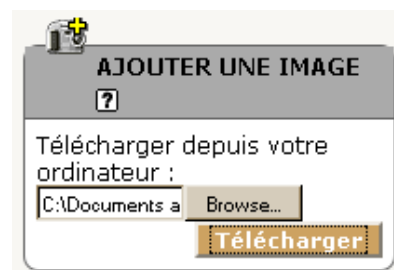 AJOUTER UNE IMAGE
?
Télécharger depuis votre
ordinateur :
C:\Documents a Browse...
Télécharger